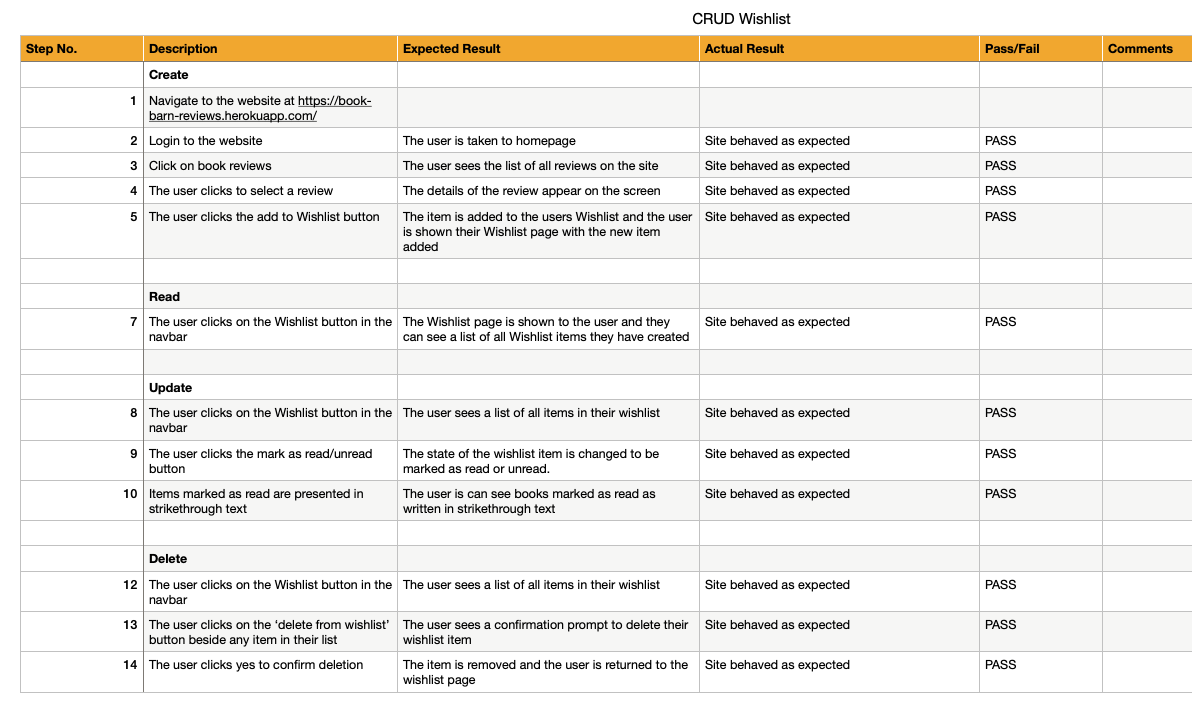 CRUD Wishlist
Step No. Description Expected Result Actual Result Pass/Fail Comments
Create
1 Navigate to the website at https://book-
barn-reviews.herokuapp.com/
2 Login to the website The user is taken to homepage Site behaved as expected PASS
3 Click on book reviews The user sees the list of all reviews on the site Site behaved as expected PASS
4 The user clicks to select a review The details of the review appear on the screen Site behaved as expected PASS
5 The user clicks the add to Wishlist button The item is added to the users Wishlist and the user Site behaved as expected PASS
is shown their Wishlist page with the new item
added
Read
7 The user clicks on the Wishlist button in the The Wishlist page is shown to the user and they Site behaved as expected PASS
navbar can see a list of all Wishlist items they have created
Update
8 The user clicks on the Wishlist button in the The user sees a list of all items in their wishlist Site behaved as expected PASS
navbar
9 The user clicks the mark as read/unread The state of the wishlist item is changed to be Site behaved as expected PASS
button marked as read or unread.
10 Items marked as read are presented in The user is can see books marked as read as Site behaved as expected PASS
strikethrough text written in strikethrough text
Delete
12 The user clicks on the Wishlist button in the The user sees a list of all items in their wishlist Site behaved as expected PASS
navbar
13 The user clicks on the ‘delete from wishlist’ The user sees a confirmation prompt to delete their Site behaved as expected PASS
button beside any item in their list wishlist item
14 The user clicks yes to confirm deletion The item is removed and the user is returned to the Site behaved as expected PASS
wishlist page